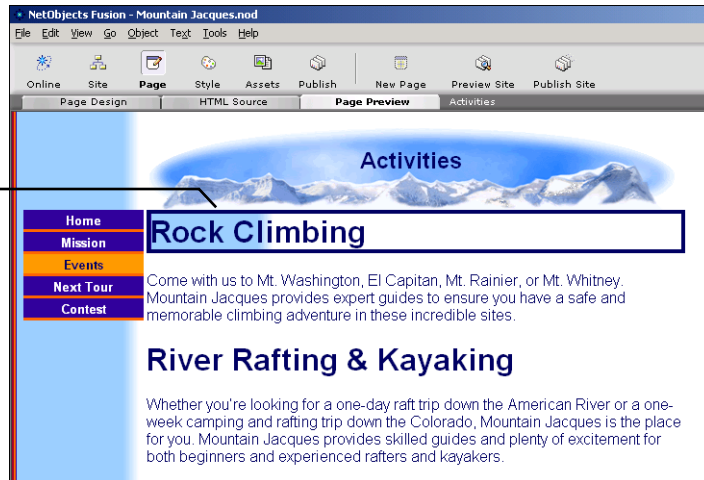 NetObjects Fusion - Mountain Jacques.nod
File Edit View Go Object Text Tools Help
Online Site Page Style Assets Publish New Page Preview Site Publish Site
Page Design HTML Source Page Preview Activities
Activities
Home
Mission
Events
Next Tour
Contest
Rock Climbing
Come with us to Mt. Washington, El Capitan, Mt. Rainier, or Mt. Whitney.
Mountain Jacques provides expert guides to ensure you have a safe and
memorable climbing adventure in these incredible sites.
River Rafting & Kayaking
Whether you're looking for a one-day raft trip down the American River or a one-
week camping and rafting trip down the Colorado, Mountain Jacques is the place
for you. Mountain Jacques provides skilled guides and plenty of excitement for
both beginners and experienced rafters and kayakers.